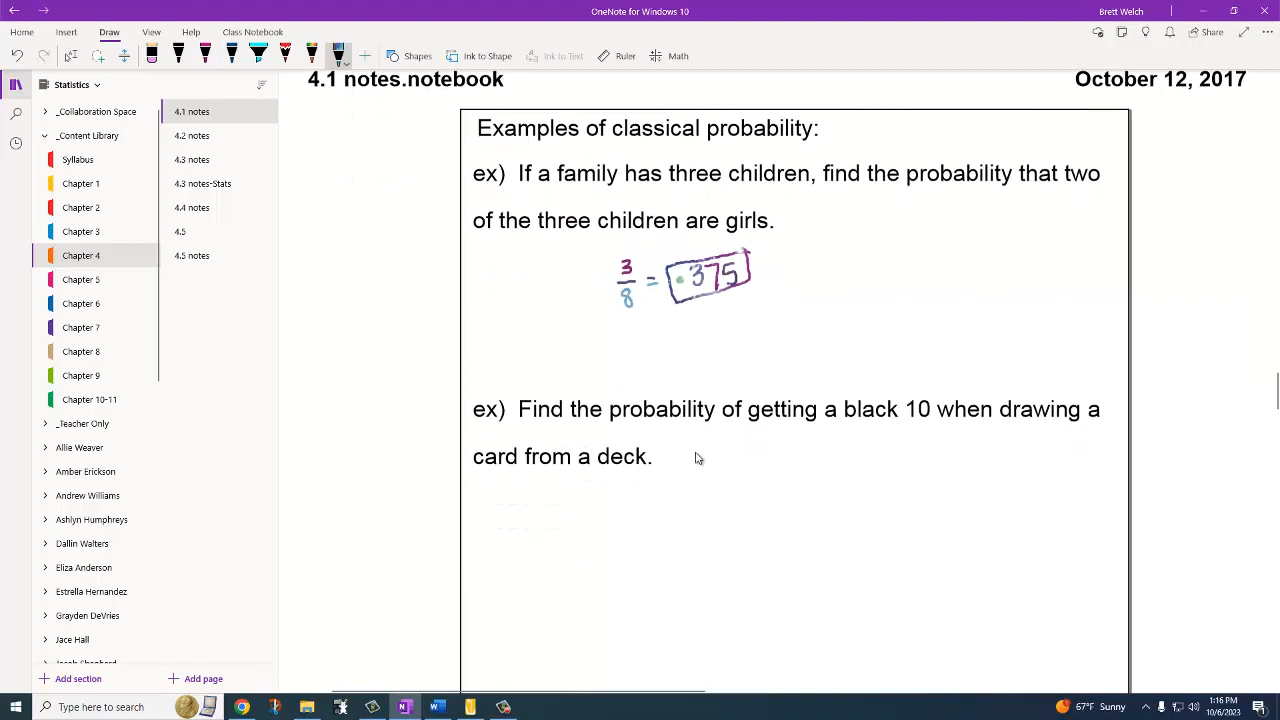 OneNote for Windows 10
Brett Welch
Home Insert Draw View Help Class Notebook
Share
Shapes Ink to Shape Ink to Text Ruler Math
Statistics
_Collaboration Space
_Content Library
Syllabus
Chapter 1
Chapter 2
Chapter 3
Chapter 4
Chapter 5
Chapter 6
Chapter 7
Chapter 8
Chapter 9
Chapter 10-11
_Teacher Only
Allie Weaver
Amber Erickson
Andrew Williams
Ashlyn Humphreys
Dallin Walters
Eliza Anderson
Estrella Hernandez
Grayden DeVries
Jace Hall
Add section
4.1 notes
4.2 notes
4.3 notes
4.3 notes-Stats
4.4 notes
4.5
4.5 notes
Add page
4.1 notes.notebook
October 12, 2017
Examples of classical probability:
ex) If a family has three children, find the probability that two
of the three children are girls.
3/8 = .375
ex) Find the probability of getting a black 10 when drawing a
card from a deck.
Type here to search
67°F Sunny
1:16 PM
10/6/2023